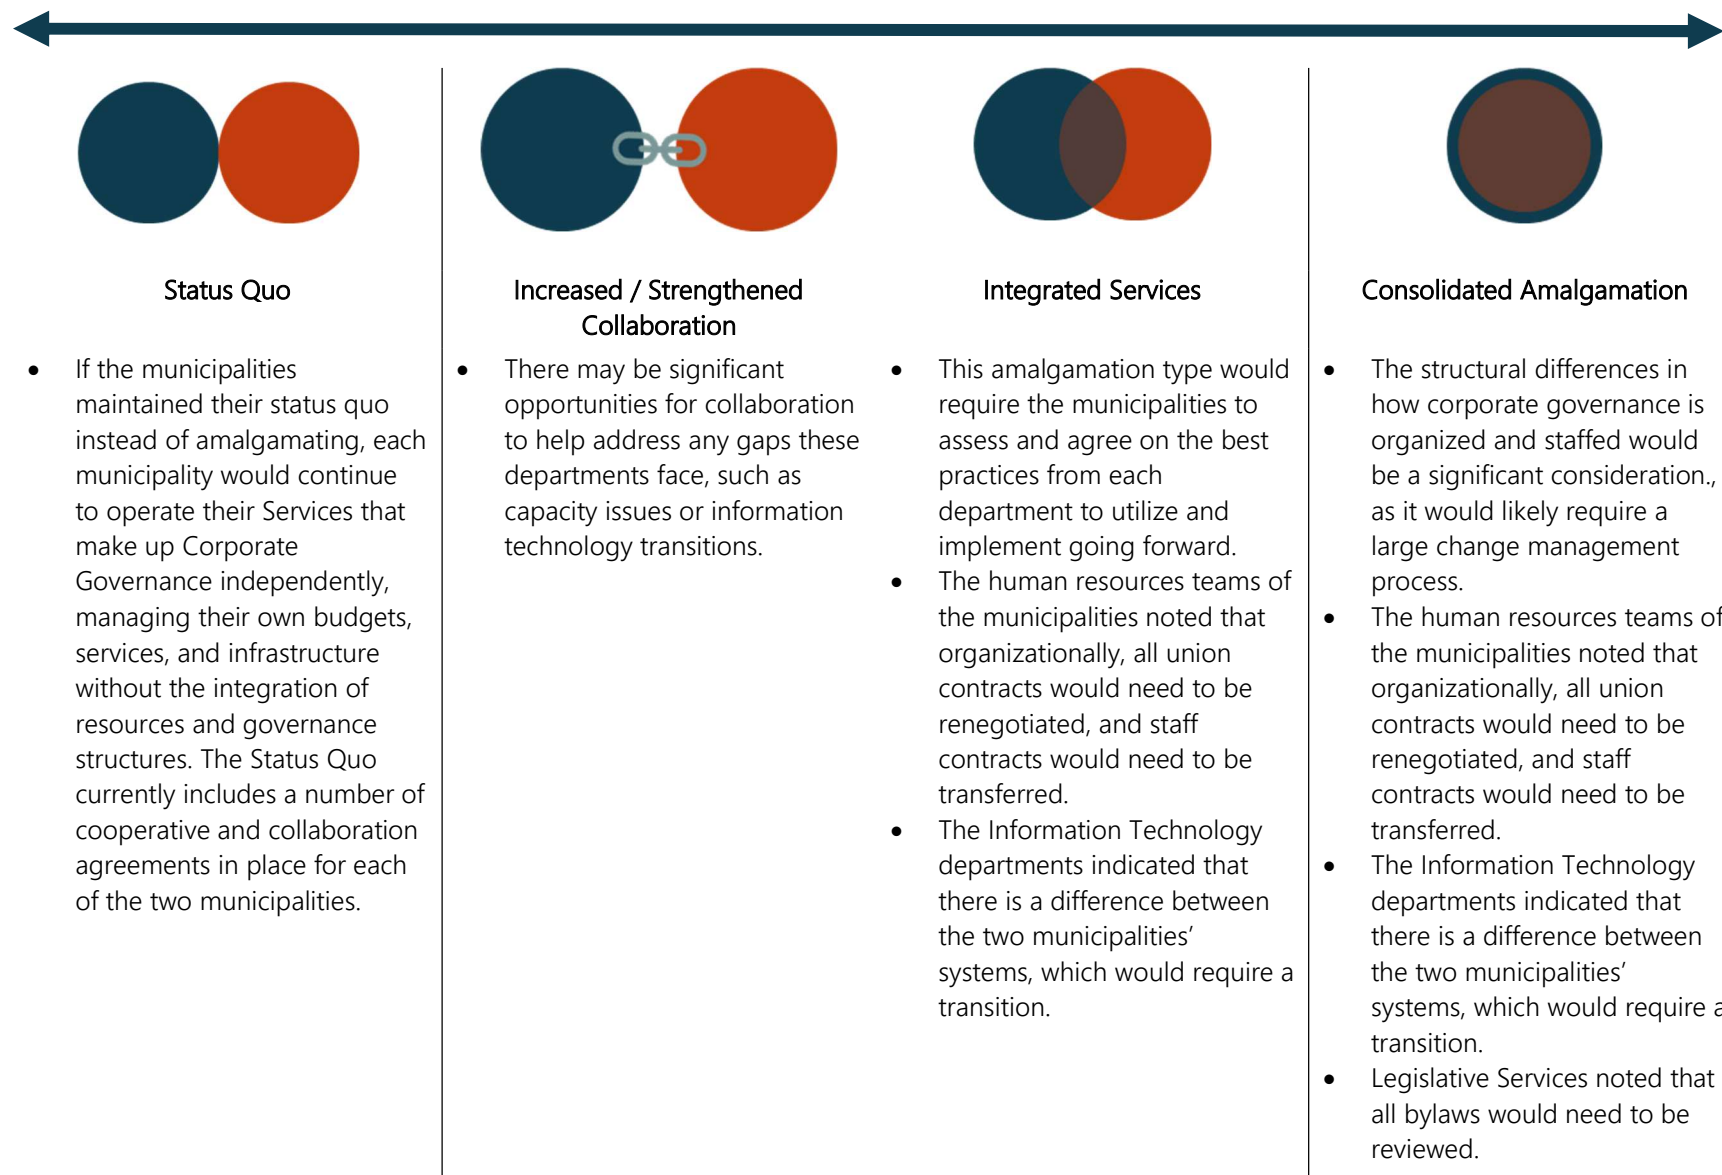 Status Quo
• If the municipalities
maintained their status quo
instead of amalgamating, each
municipality would continue
to operate their Services that
make up Corporate
Governance independently,
managing their own budgets,
services, and infrastructure
without the integration of
resources and governance
structures. The Status Quo
currently includes a number of
cooperative and collaboration
agreements in place for each
of the two municipalities.
Increased / Strengthened
Collaboration
• There may be significant
opportunities for collaboration
to help address any gaps these
departments face, such as
capacity issues or information
technology transitions.
Integrated Services
• This amalgamation type would
require the municipalities to
assess and agree on the best
practices from each
department to utilize and
implement going forward.
• The human resources teams of
the municipalities noted that
organizationally, all union
contracts would need to be
renegotiated, and staff
contracts would need to be
transferred.
• The Information Technology
departments indicated that
there is a difference between
the two municipalities’
systems, which would require a
transition.
Consolidated Amalgamation
• The structural differences in
how corporate governance is
organized and staffed would
be a significant consideration.,
as it would likely require a
large change management
process.
• The human resources teams of
the municipalities noted that
organizationally, all union
contracts would need to be
renegotiated, and staff
contracts would need to be
transferred.
• The Information Technology
departments indicated that
there is a difference between
the two municipalities’
systems, which would require a
transition.
• Legislative Services noted that
all bylaws would need to be
reviewed.